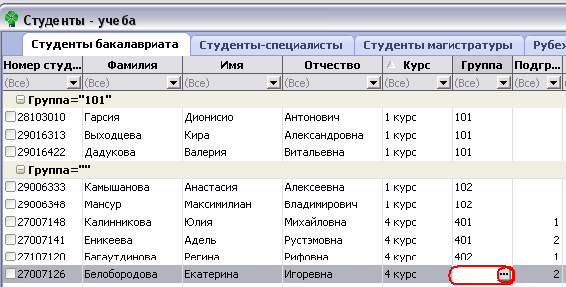 Студенты - учеба
Студенты бакалавриата Студенты-специалисты Студенты магистратуры Рубеж
Номер студ... Фамилия Имя Отчество Курс Группа Подгр...
(Все) (Все) (Все) (Все) (Все) (Все) (Все)
Группа="101"
28103010 Гарсия Дионисио Антонович 1 курс 101
29016313 Выходцева Кира Александровна 1 курс 101
29016422 Дадукова Валерия Витальевна 1 курс 101
Группа=""
29006333 Камышанова Анастасия Алексеевна 1 курс 102
29006348 Мансур Максимилиан Владимирович 1 курс 102
27007148 Калинникова Юлия Михайловна 4 курс 401 1
27007141 Еникеева Адель Рустэмовна 4 курс 401 2
27107120 Багаутдинова Регина Рифовна 4 курс 402 1
27007126 Белобородова Екатерина Игоревна 4 курс ... 2